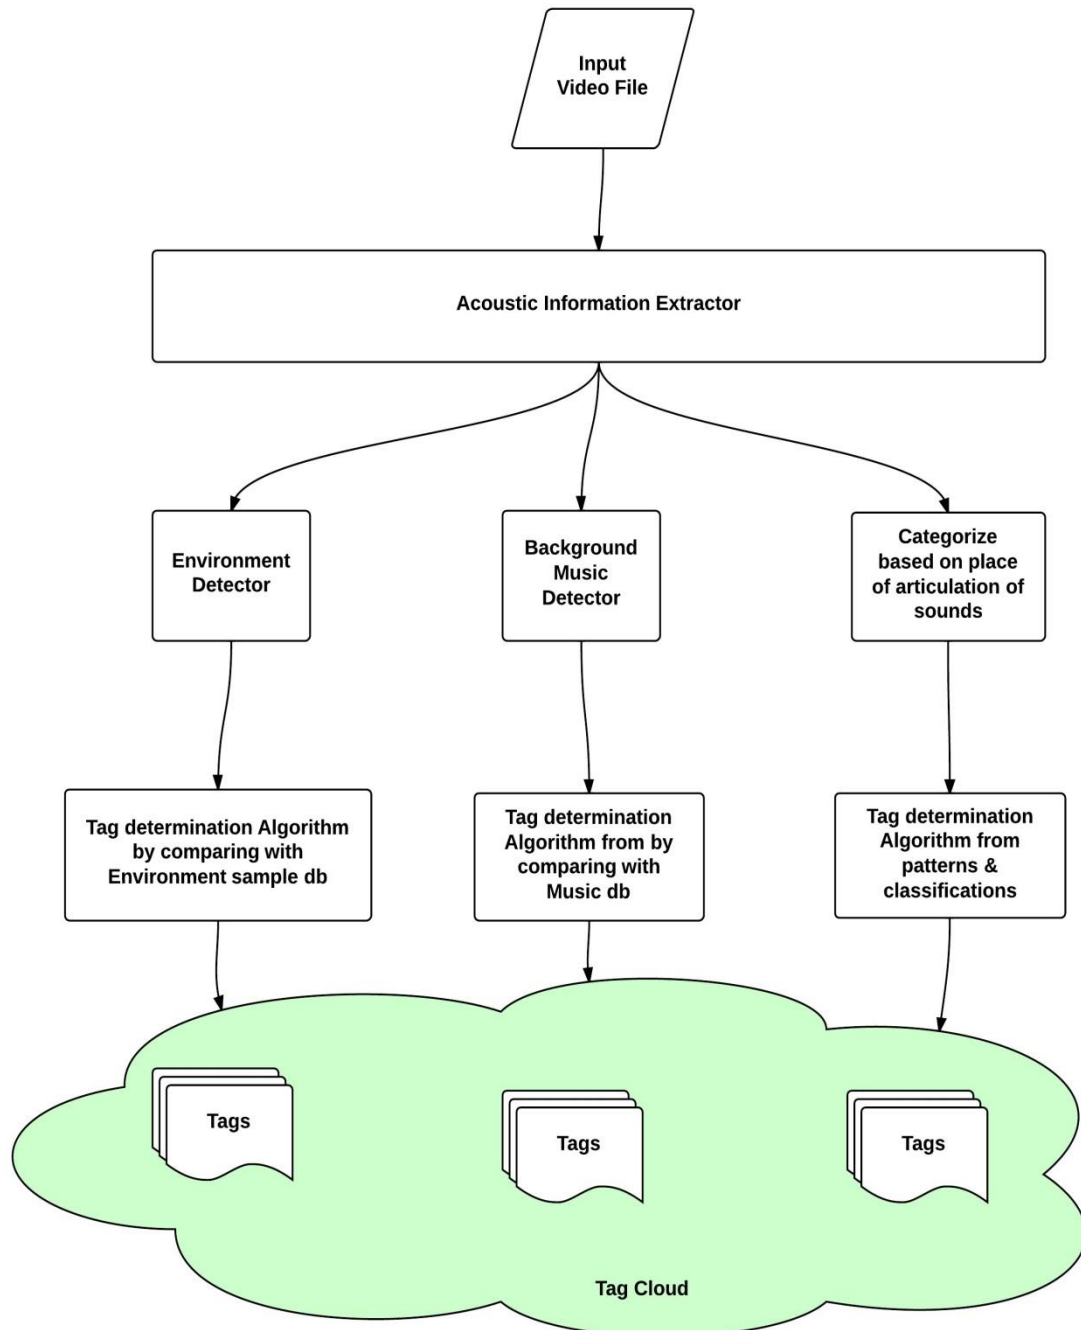 Input
Video File
Acoustic Information Extractor
Environment
Detector
Background
Music
Detector
Categorize
based on place
of articulation of
sounds
Tag determination Algorithm
by comparing with
Environment sample db
Tag determination
Algorithm from by
comparing with
Music db
Tag determination
Algorithm from
patterns &
classifications
Tags
Tags
Tags
Tag Cloud